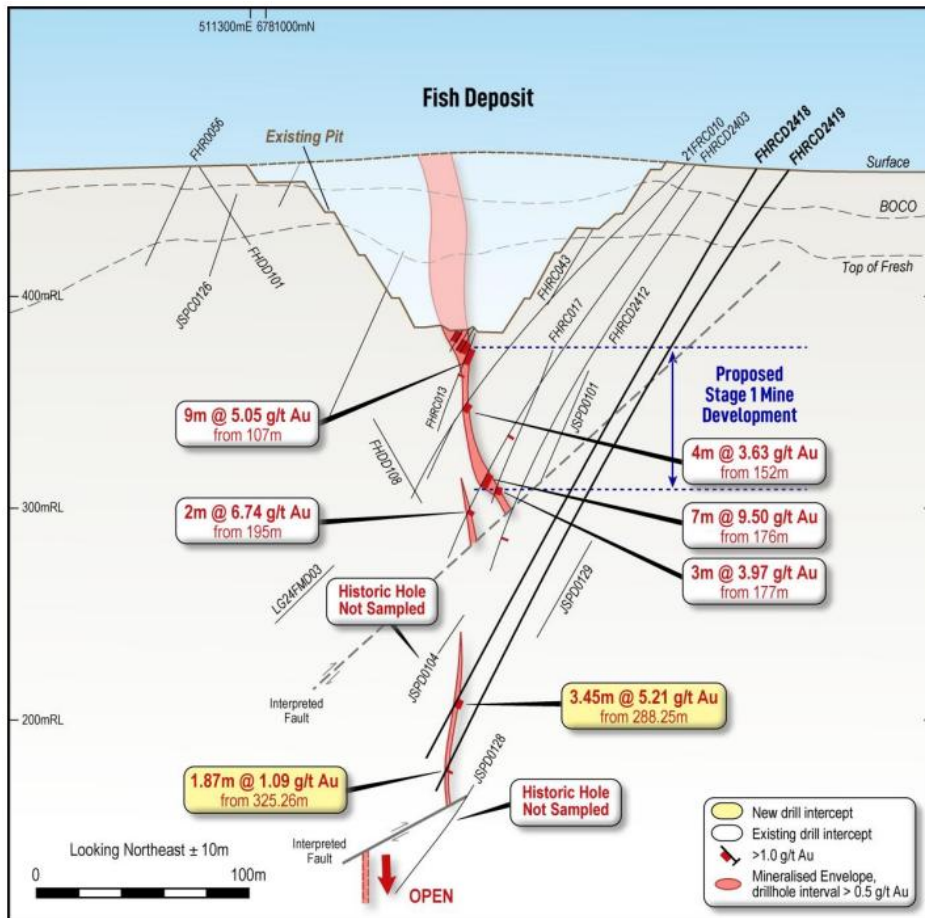 511300mE 6781000mN
Fish Deposit
FHR0056
Existing Pit
21FRC010
FHRCD2403
FHRCD2418
FHRCD2419
Surface
BOCO
Top of Fresh
JSPC0126
FHDD101
FHRC043
FHRC017
FHRCD2412
400mRL
Proposed
Stage 1 Mine
Development
9m @ 5.05 g/t Au
from 107m
FHRC013
FHDD108
JSPD0101
4m @ 3.63 g/t Au
from 152m
300mRL
2m @ 6.74 g/t Au
from 195m
7m @ 9.50 g/t Au
from 176m
3m @ 3.97 g/t Au
from 177m
LG24FMD03
Historic Hole
Not Sampled
JSPD0129
JSPD0104
Interpreted
Fault
200mRL
3.45m @ 5.21 g/t Au
from 288.25m
1.87m @ 1.09 g/t Au
from 325.26m
JSPD0128
Historic Hole
Not Sampled
Interpreted
Fault
OPEN
Looking Northeast ± 10m
0
100m
New drill intercept
Existing drill intercept
>1.0 g/t Au
Mineralised Envelope,
drillhole interval > 0.5 g/t Au